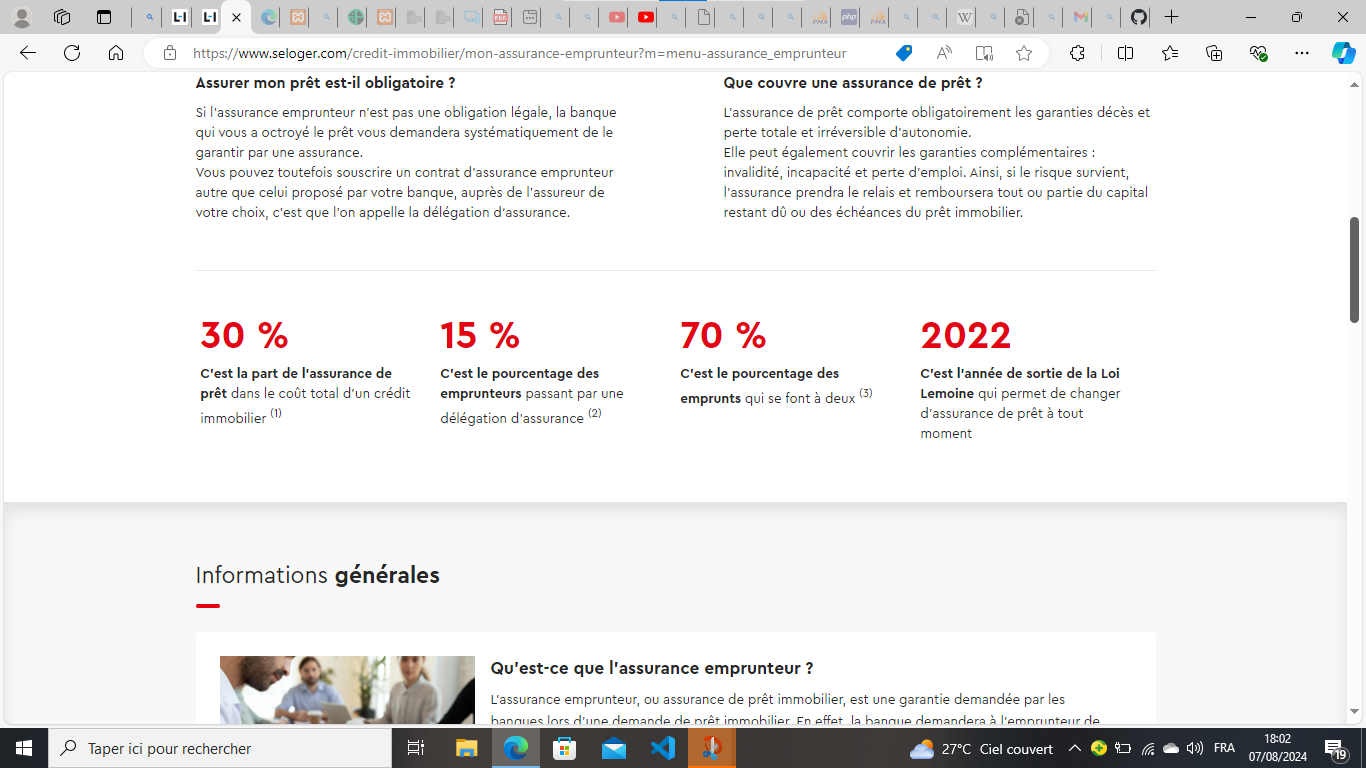 https://www.seloger.com/credit-immobilier/mon-assurance-emprunteur?m=menu-assurance_emprunteur
Assurer mon prêt est-il obligatoire ?
Si l'assurance emprunteur n'est pas une obligation légale, la banque
qui vous a octroyé le prêt vous demandera systématiquement de le
garantir par une assurance.
Vous pouvez toutefois souscrire un contrat d'assurance emprunteur
autre que celui proposé par votre banque, auprès de l'assureur de
votre choix, c'est que l'on appelle la délégation d'assurance.
Que couvre une assurance de prêt ?
L'assurance de prêt comporte obligatoirement les garanties décès et
perte totale et irréversible d'autonomie.
Elle peut également couvrir les garanties complémentaires :
invalidité, incapacité et perte d'emploi. Ainsi, si le risque survient,
l'assurance prendra le relais et remboursera tout ou partie du capital
restant dû ou des échéances du prêt immobilier.
30 %
C'est la part de l'assurance de
prêt dans le coût total d'un crédit
immobilier (1)
15 %
C'est le pourcentage des
emprunteurs passant par une
délégation d'assurance (2)
70 %
C'est le pourcentage des
emprunts qui se font à deux (3)
2022
C'est l'année de sortie de la Loi
Lemoine qui permet de changer
d'assurance de prêt à tout
moment
Informations générales
Qu'est-ce que l'assurance emprunteur ?
L'assurance emprunteur, ou assurance de prêt immobilier, est une garantie demandée par les
banques lors d'une demande de prêt immobilier. En effet, la banque demandera à l'emprunteur de
Taper ici pour rechercher
27°C Ciel couvert
FRA
18:02
07/08/2024
19